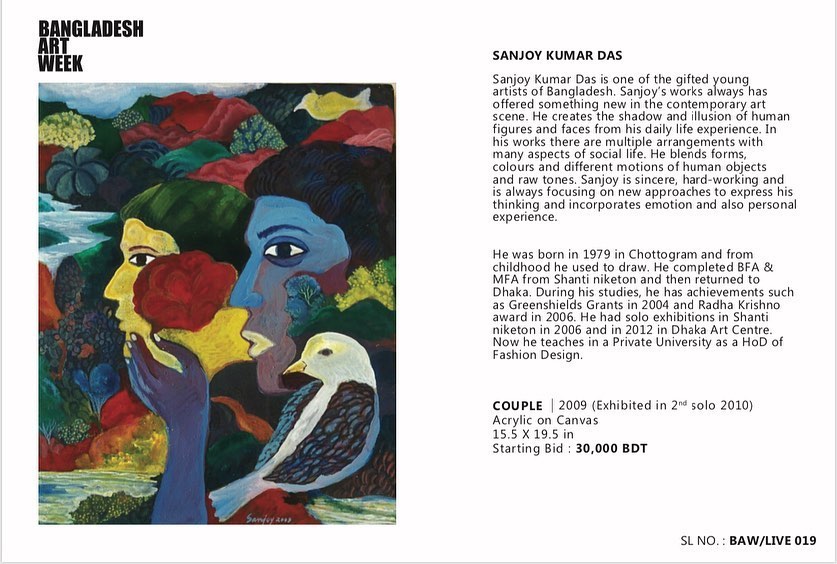 BANGLADESH
ART
WEEK
SANJOY KUMAR DAS
Sanjoy Kumar Das is one of the gifted young
artists of Bangladesh. Sanjoy's works always has
offered something new in the contemporary art
scene. He creates the shadow and illusion of human
figures and faces from his daily life experience. In
his works there are multiple arrangements with
many aspects of social life. He blends forms,
colours and different motions of human objects
and raw tones. Sanjoy is sincere, hard-working and
is always focusing on new approaches to express his
thinking and incorporates emotion and also personal
experience.
He was born in 1979 in Chottogram and from
childhood he used to draw. He completed BFA &
MFA from Shanti niketon and then returned to
Dhaka. During his studies, he has achievements such
as Greenshields Grants in 2004 and Radha Krishno
award in 2006. He had solo exhibitions in Shanti
niketon in 2006 and in 2012 in Dhaka Art Centre.
Now he teaches in a Private University as a HoD of
Fashion Design.
COUPLE | 2009 (Exhibited in 2nd solo 2010)
Acrylic on Canvas
15.5 X 19.5 in
Starting Bid : 30,000 BDT
SL NO. : BAW/LIVE 019